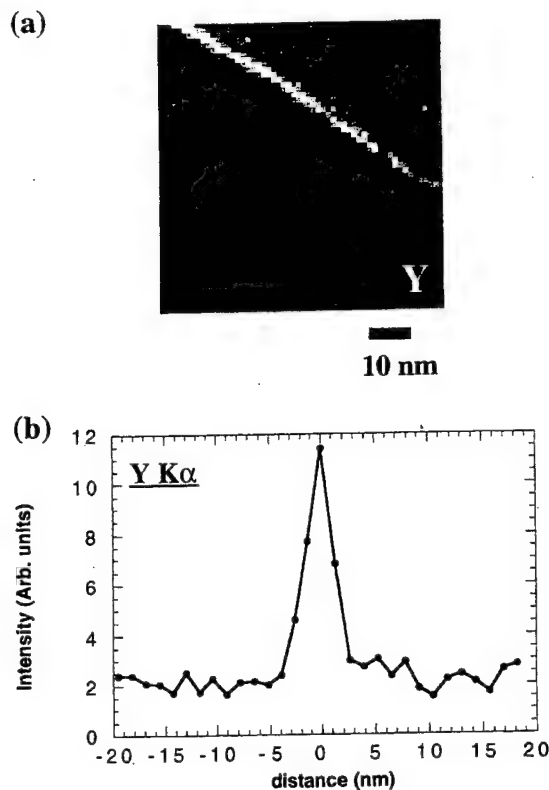 (a)
Y
10 nm
(b)
Y Kα
Intensity (Arb. units)
12
10
8
6
4
2
0
-20 -15 -10 -5 0 5 10 15 20
distance (nm)